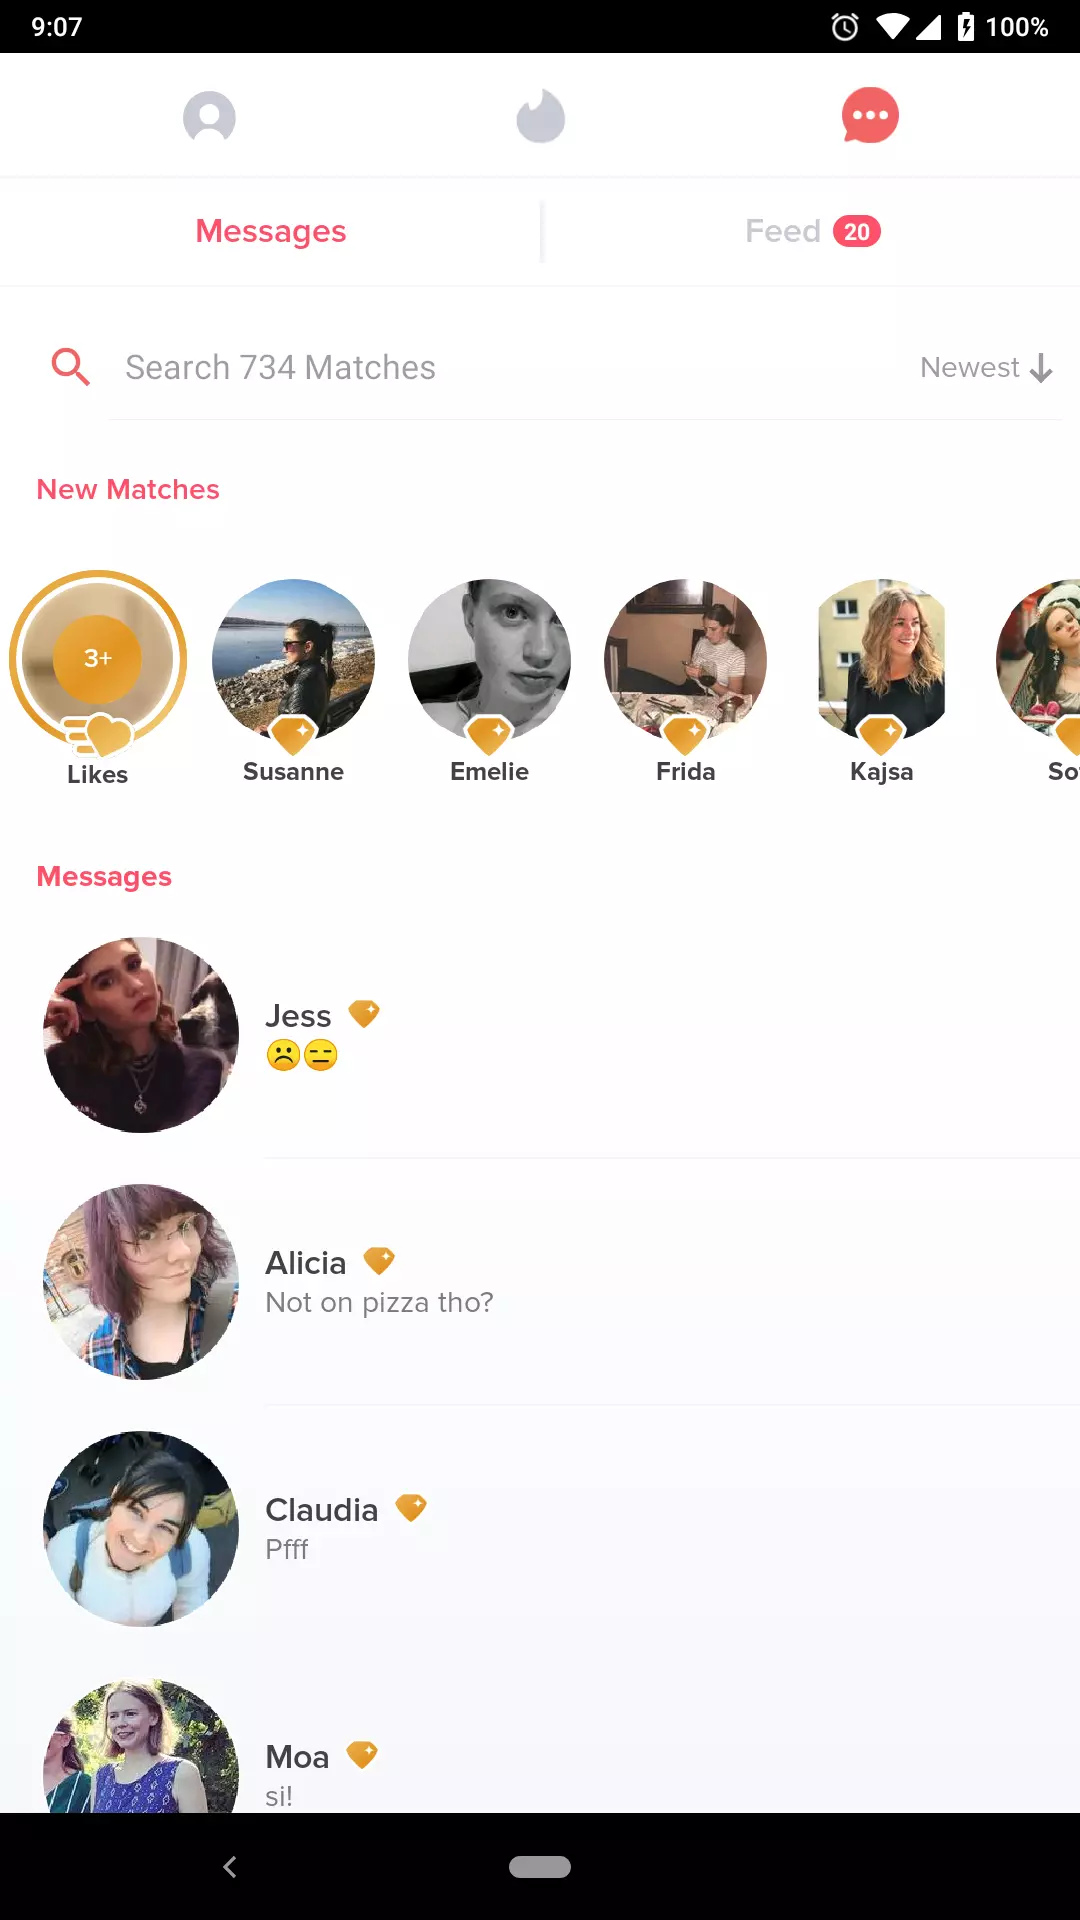 9:07
100%
Messages
Feed 20
Search 734 Matches
Newest
New Matches
3+
Likes
Susanne
Emelie
Frida
Kajsa
Messages
Jess
☹️😑
Alicia
Not on pizza tho?
Claudia
Pfff
Moa
si!